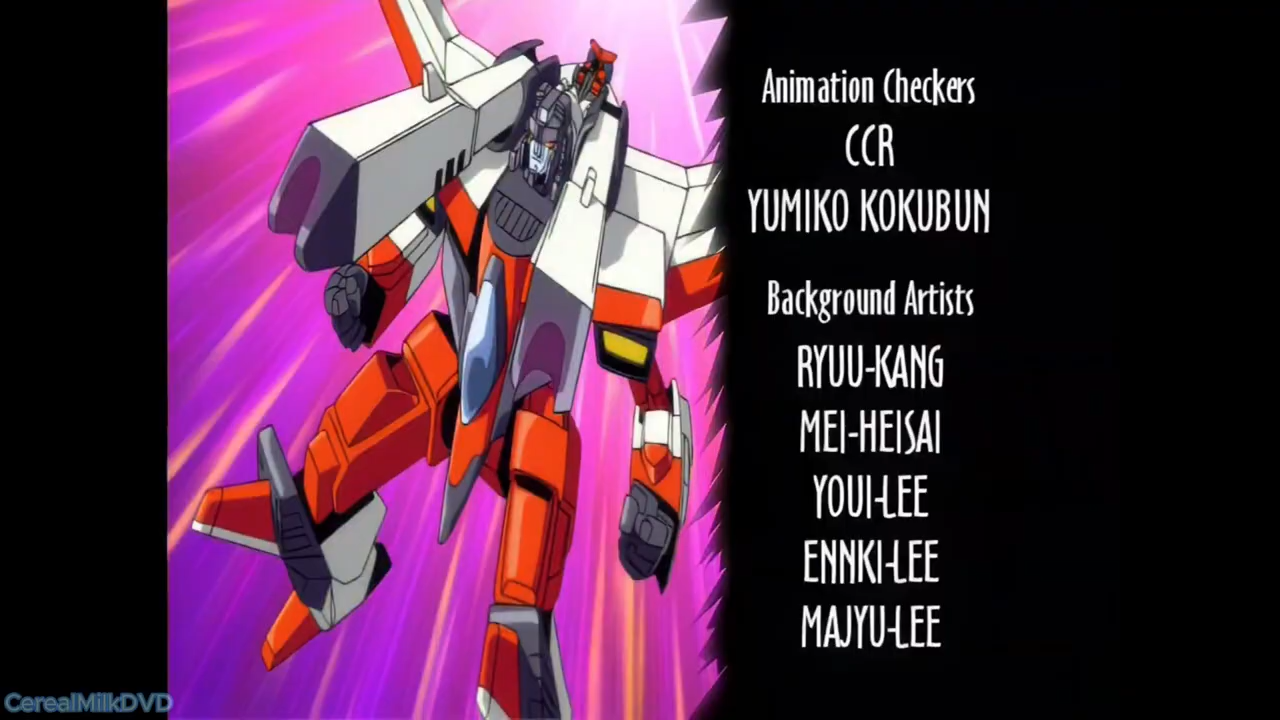 Animation Checkers
CCR
YUMIKO KOKUBUN
Background Artists
RYUU-KANG
MEI-HEISAI
YOUI-LEE
ENNKI-LEE
MAJYU-LEE
CerealMilkDVD